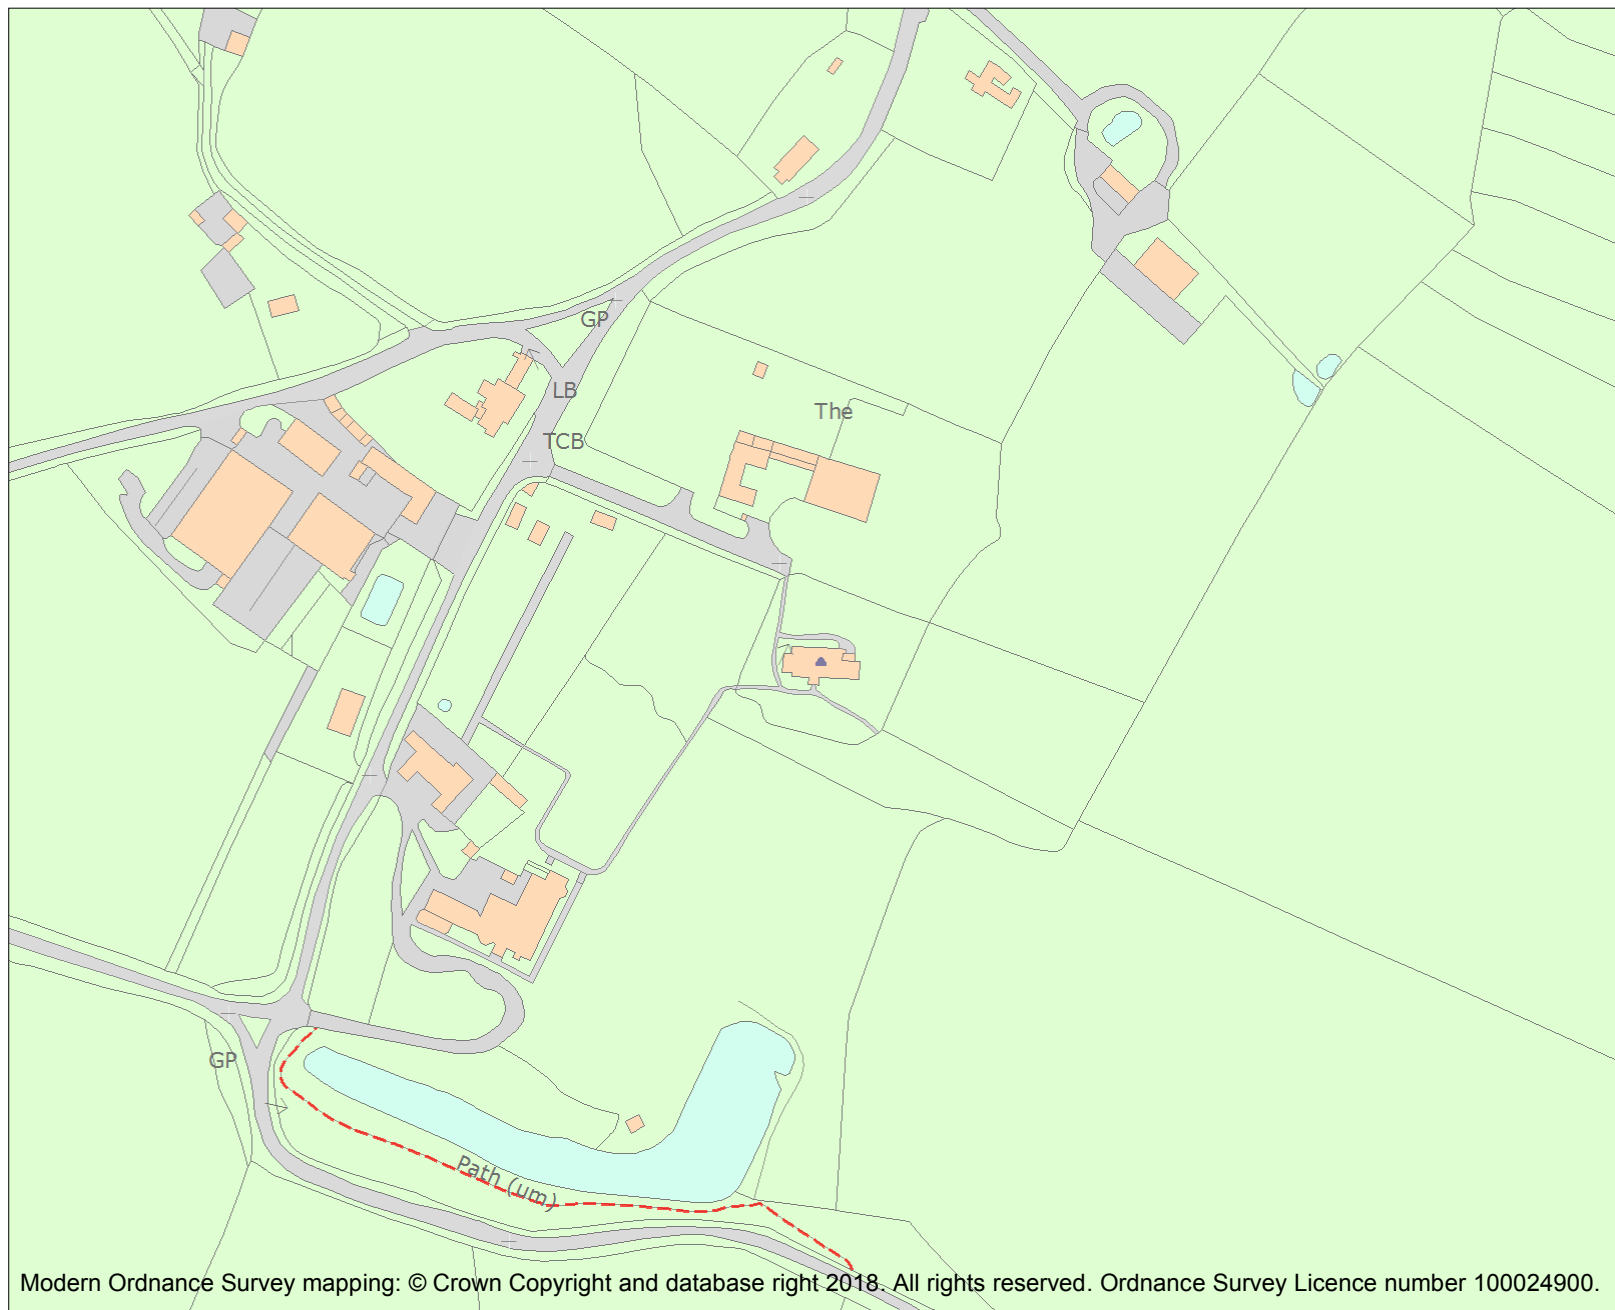 GP
LB
The
TCB
GP
Path (um)
Modern Ordnance Survey mapping: © Crown Copyright and database right 2018. All rights reserved. Ordnance Survey Licence number 100024900.